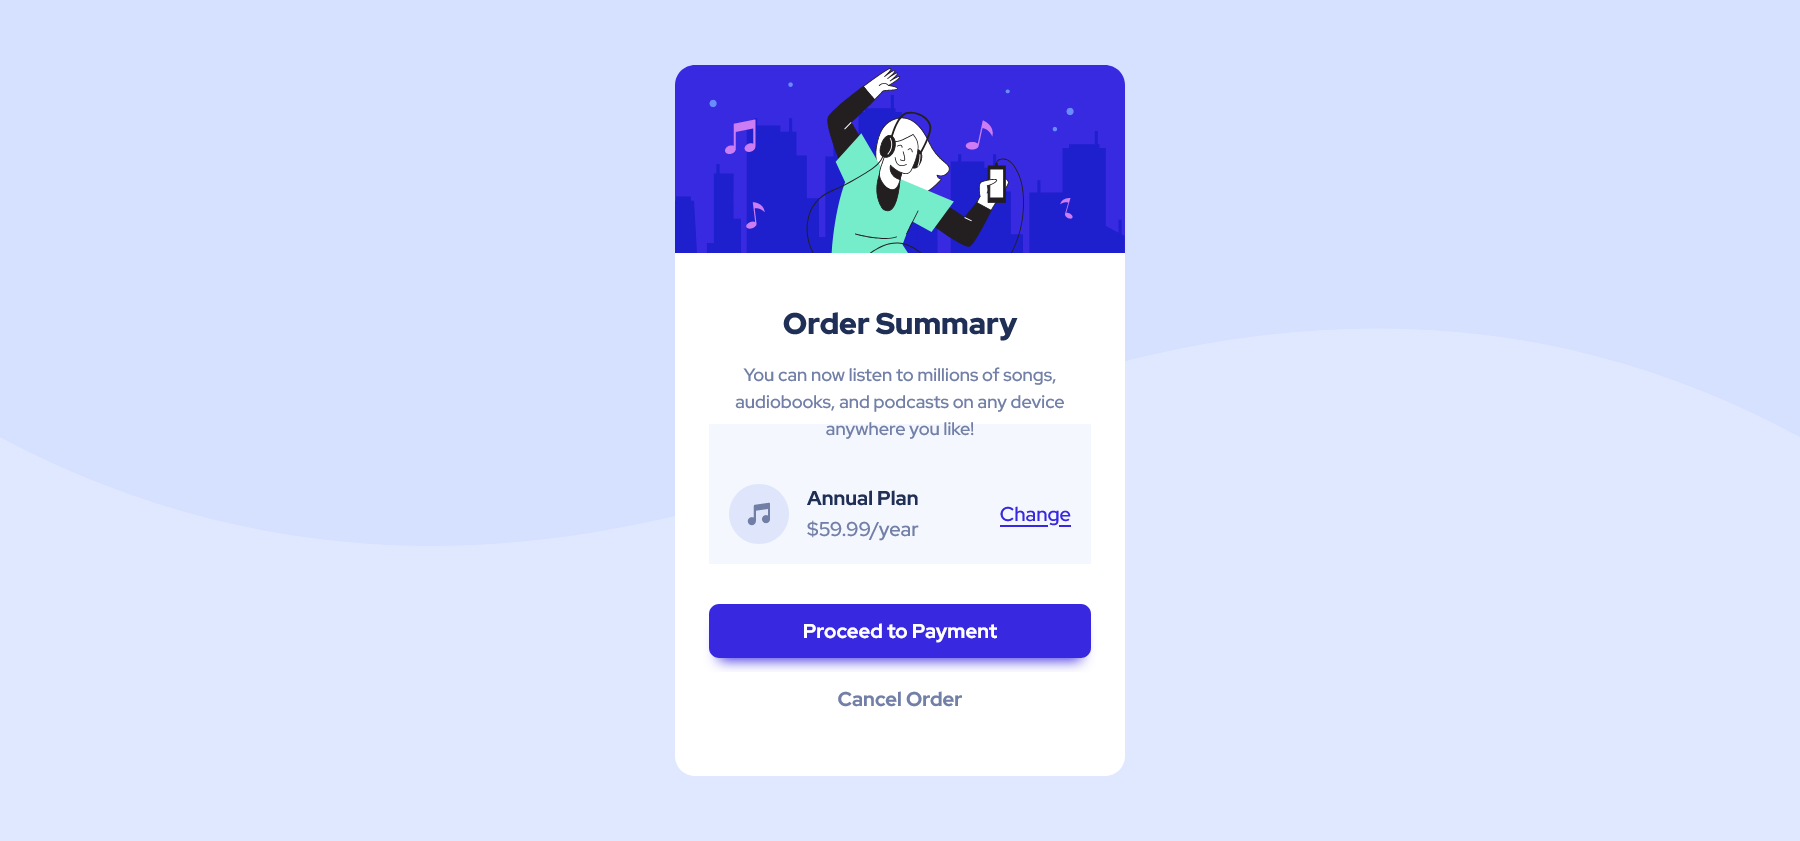 Order Summary
You can now listen to millions of songs,
audiobooks, and podcasts on any device
anywhere you like!
Annual Plan
$59.99/year
Change
Proceed to Payment
Cancel Order